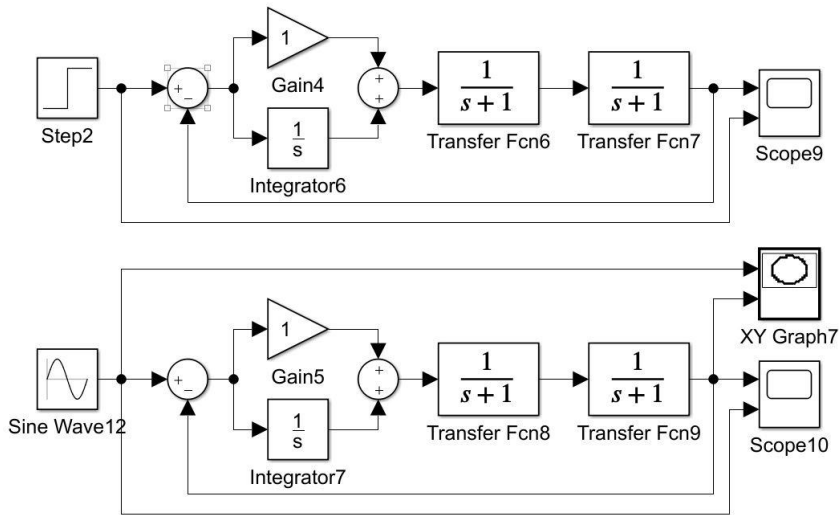 1
Gain4
+
−
+
+
1
s + 1
1
s + 1
Step2
1
s
Transfer Fcn6
Transfer Fcn7
Scope9
Integrator6
XY Graph7
1
Gain5
+
−
+
+
1
s + 1
1
s + 1
Sine Wave12
1
s
Transfer Fcn8
Transfer Fcn9
Scope10
Integrator7